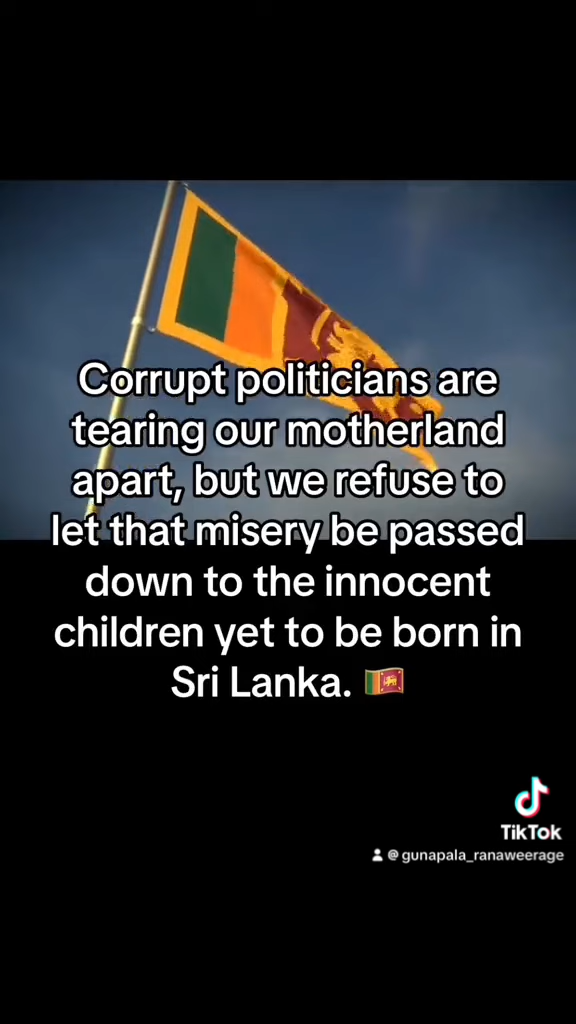 Corrupt politicians are
tearing our motherland
apart, but we refuse to
let that misery be passed
down to the innocent
children yet to be born in
Sri Lanka. 🇱🇰
TikTok
@gunapala_ranaweerage